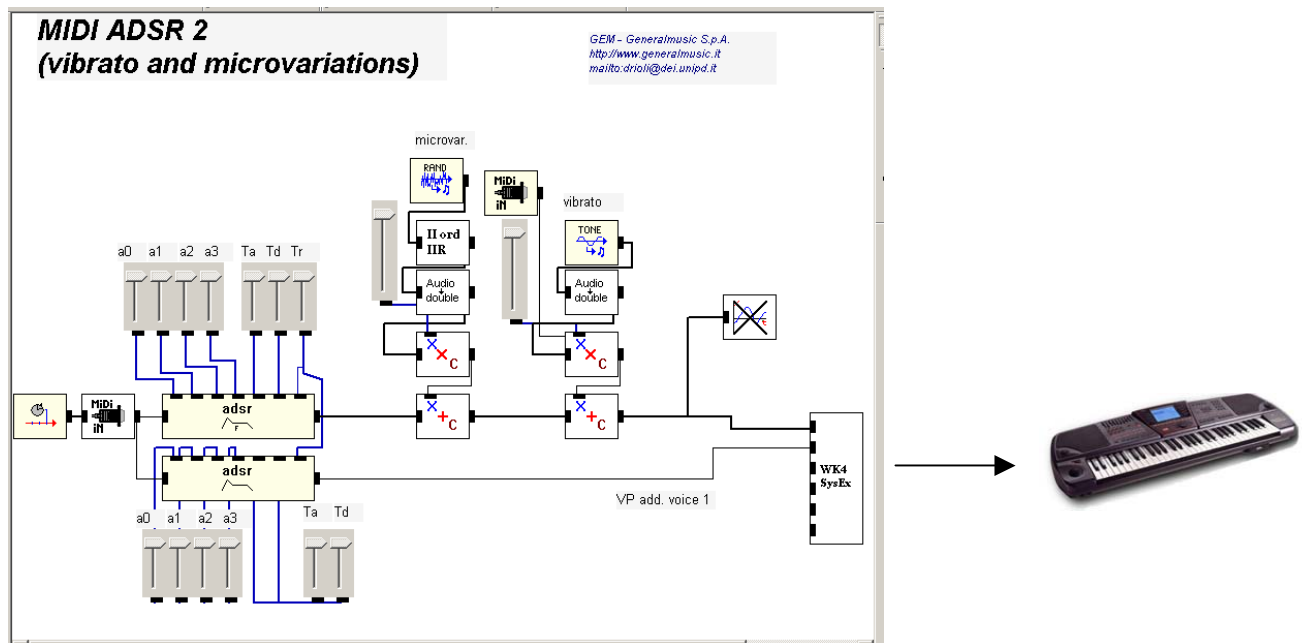 MIDI ADSR 2
(vibrato and microvariations)
GEM - Generalmusic S.p.A.
http://www.generalmusic.it
mailto:drioli@dei.unipd.it
microvar.
RAND
MiDi
iN
vibrato
TONE
II ord
IIR
Audio
double
Audio
double
a0 a1 a2 a3 Ta Td Tr
X
×C
X
×C
MiDi
iN
adsr
F
X
+C
X
+C
adsr
WK4
SysEx
VP add. voice 1
a0 a1 a2 a3 Ta Td